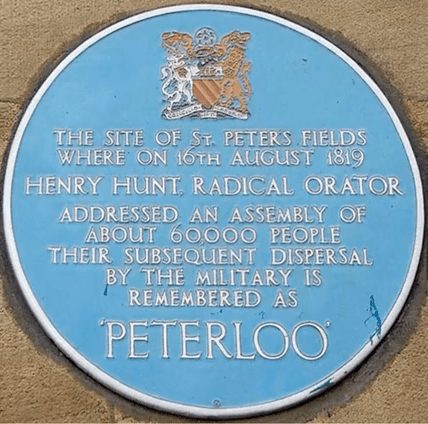 THE SITE OF ST. PETERS FIELDS
WHERE ON 16TH AUGUST 1819
HENRY HUNT, RADICAL ORATOR
ADDRESSED AN ASSEMBLY OF
ABOUT 60,000 PEOPLE
THEIR SUBSEQUENT DISPERSAL
BY THE MILITARY IS
REMEMBERED AS
'PETERLOO'